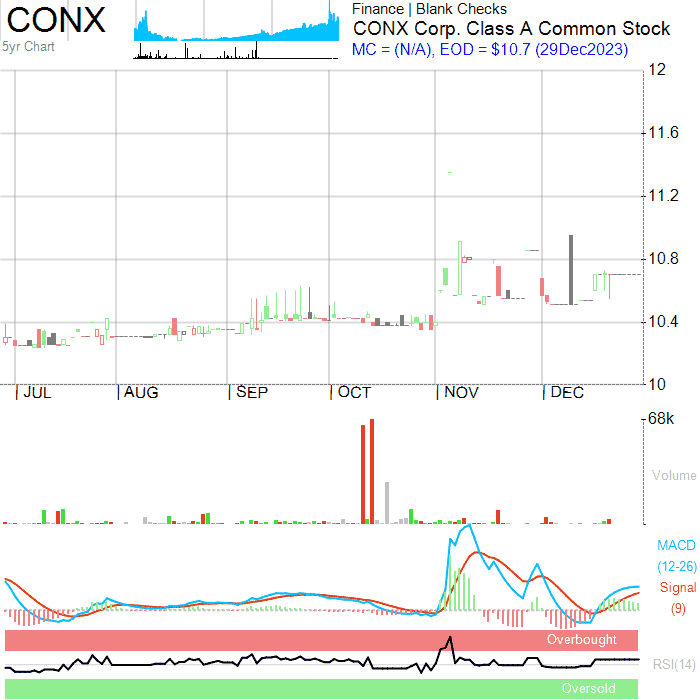 CONX
5yr Chart
Finance | Blank Checks
CONX Corp. Class A Common Stock
MC = (N/A), EOD = $10.7 (29Dec2023)
12
11.6
11.2
10.8
10.4
10
JUL
AUG
SEP
OCT
NOV
DEC
68k
Volume
MACD
(12-26)
Signal
(9)
Overbought
RSI(14)
Oversold